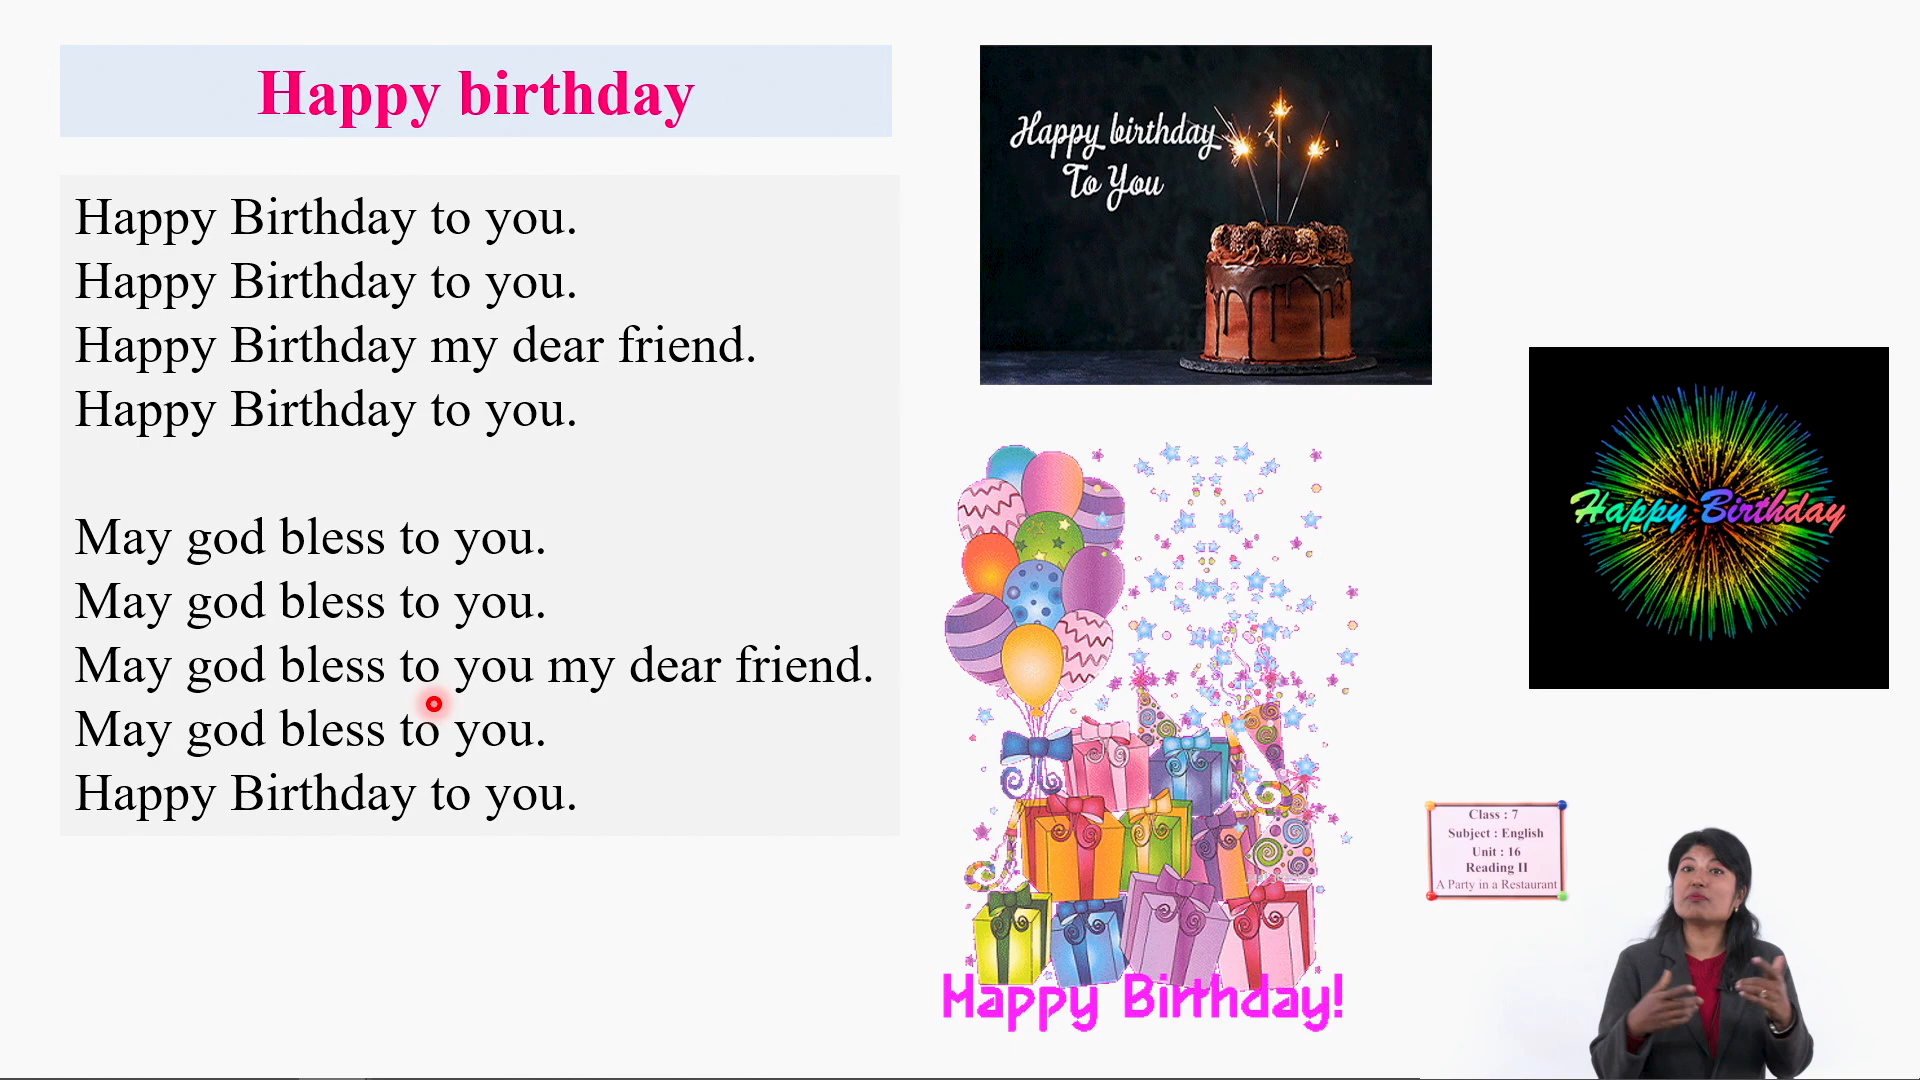 Happy birthday
Happy Birthday to you.
Happy Birthday to you.
Happy Birthday my dear friend.
Happy Birthday to you.
May god bless to you.
May god bless to you.
May god bless to you my dear friend.
May god bless to you.
Happy Birthday to you.
Happy birthday
To You
Happy Birthday
Happy Birthday!
Class : 7
Subject : English
Unit : 16
Reading II
A Party in a Restaurant